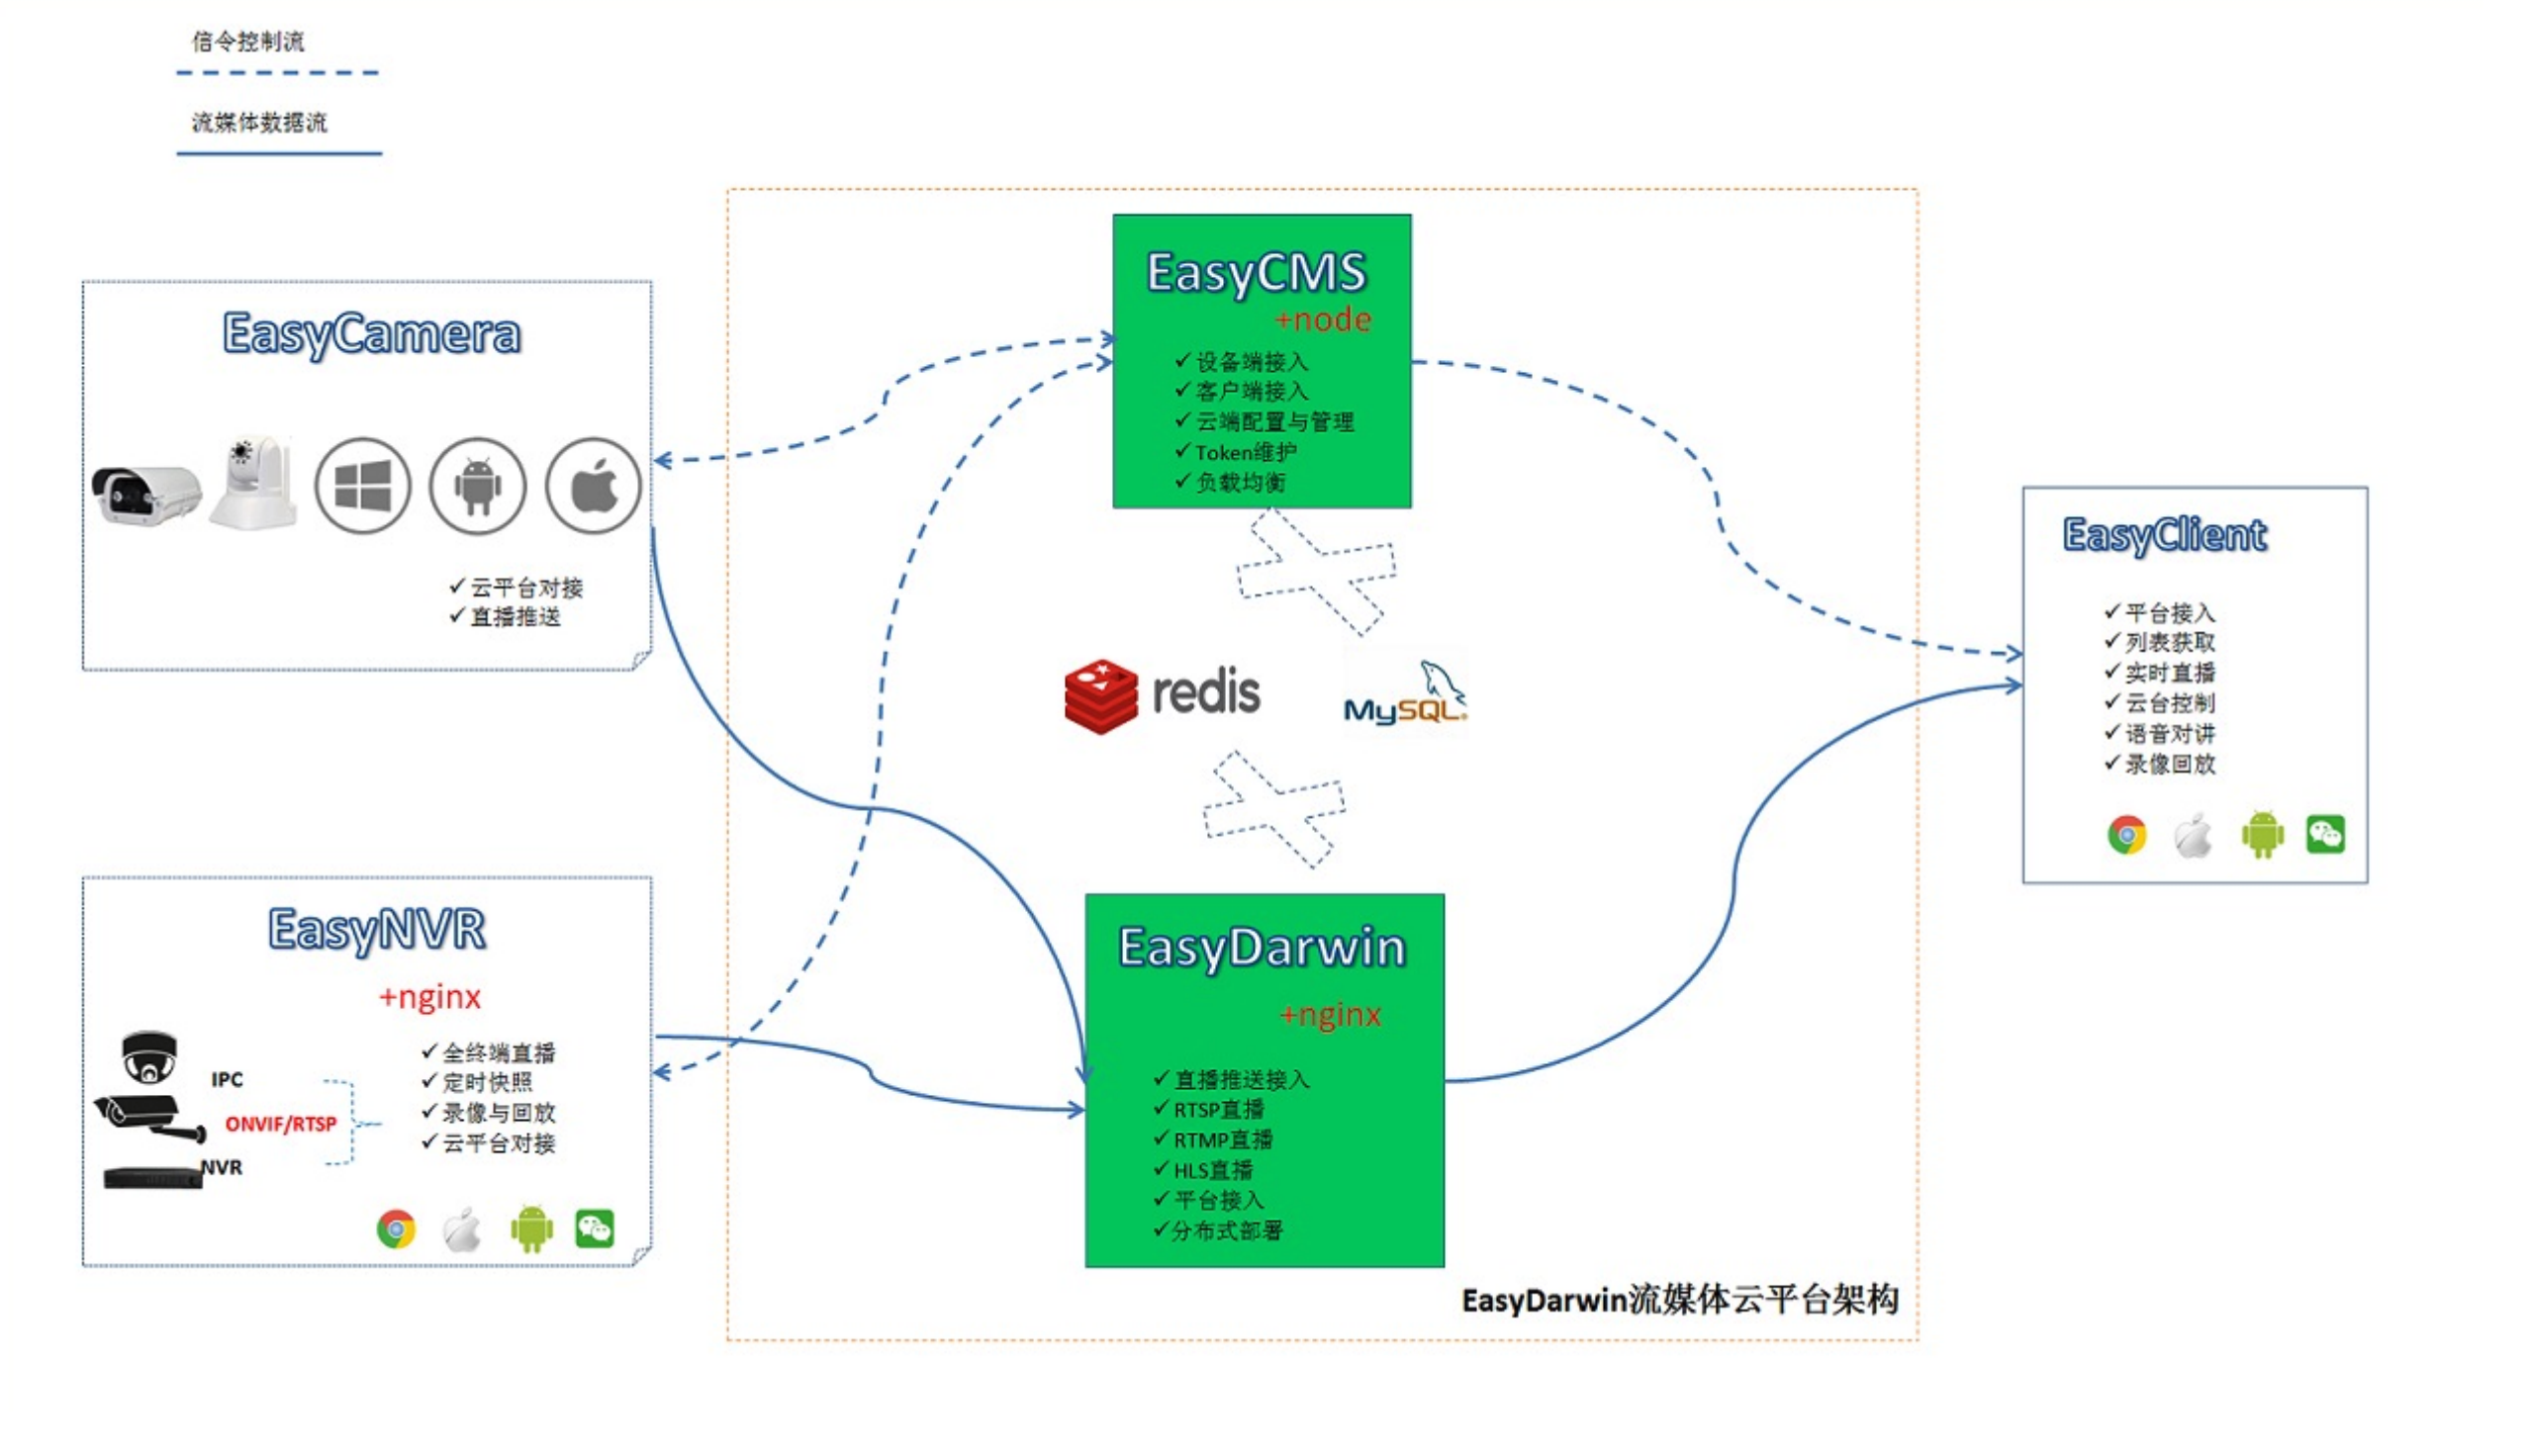 信令控制流
流媒体数据流
EasyCamera
✓云平台对接
✓直播推送
EasyNVR
+nginx
IPC
ONVIF/RTSP
NVR
✓全终端直播
✓定时快照
✓录像与回放
✓云平台对接
EasyCMS
+node
✓设备端接入
✓客户端接入
✓云端配置与管理
✓Token维护
✓负载均衡
redis
MySQL
EasyDarwin
+nginx
✓直播推送接入
✓RTSP直播
✓RTMP直播
✓HLS直播
✓平台接入
✓分布式部署
EasyDarwin流媒体云平台架构
EasyClient
✓平台接入
✓列表获取
✓实时直播
✓云台控制
✓语音对讲
✓录像回放